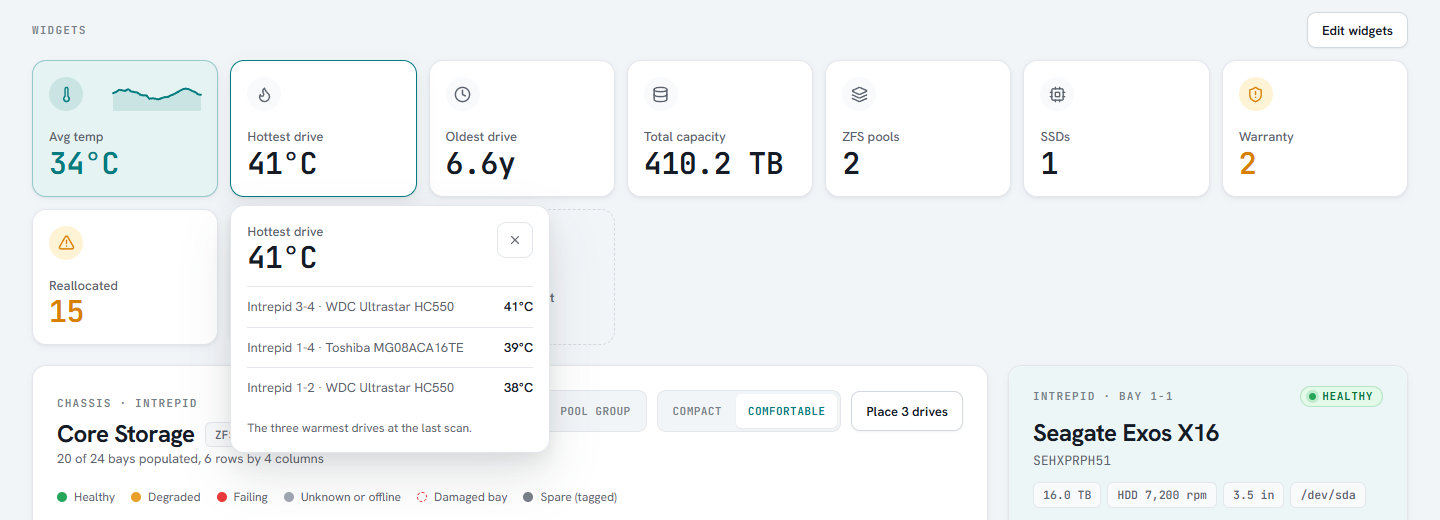 WIDGETS
Edit widgets
Avg temp
34°C
Hottest drive
41°C
Oldest drive
6.6y
Total capacity
410.2 TB
ZFS pools
2
SSDs
1
Warranty
2
Reallocated
15
Hottest drive
41°C
Intrepid 3-4 · WDC Ultrastar HC550 41°C
Intrepid 1-4 · Toshiba MG08ACA16TE 39°C
Intrepid 1-2 · WDC Ultrastar HC550 38°C
The three warmest drives at the last scan.
CHASSIS · INTREPID
Core Storage
20 of 24 bays populated, 6 rows by 4 columns
POOL GROUP
COMPACT
COMFORTABLE
Place 3 drives
Healthy
Degraded
Failing
Unknown or offline
Damaged bay
Spare (tagged)
INTREPID · BAY 1-1
HEALTHY
Seagate Exos X16
SEHXPRPH51
16.0 TB
HDD 7,200 rpm
3.5 in
/dev/sda